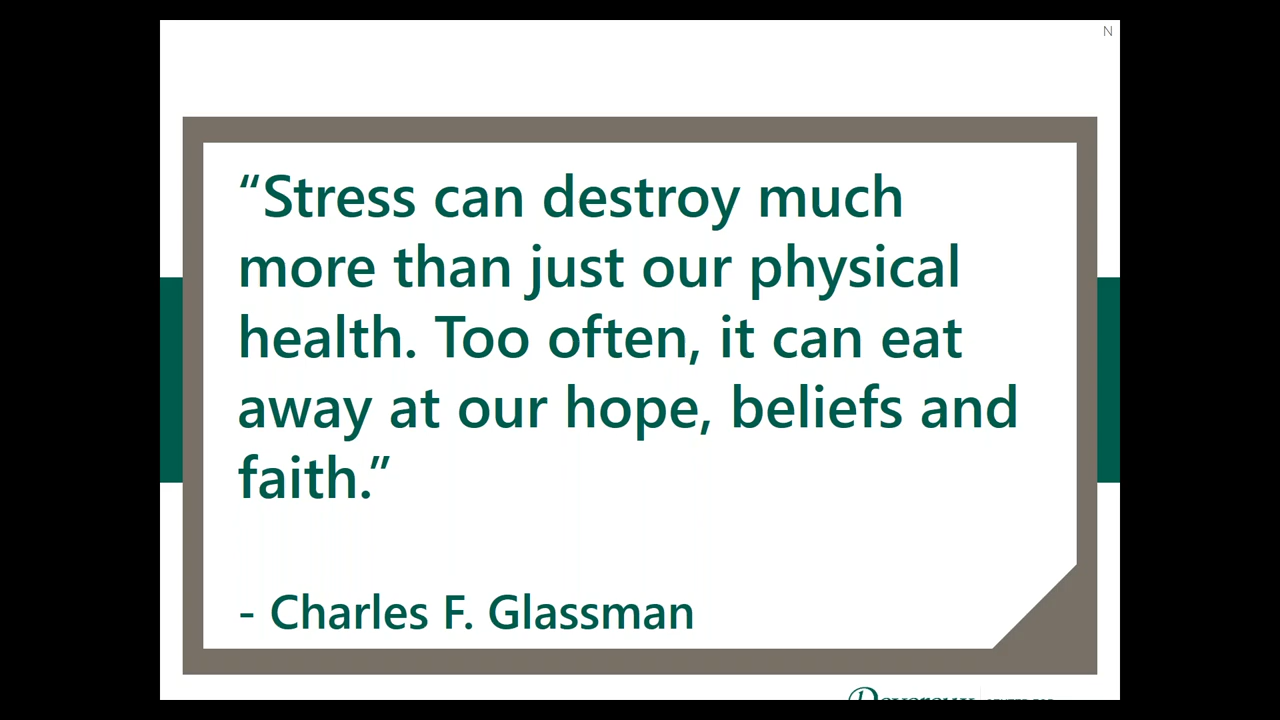 N
“Stress can destroy much
more than just our physical
health. Too often, it can eat
away at our hope, beliefs and
faith.”
- Charles F. Glassman